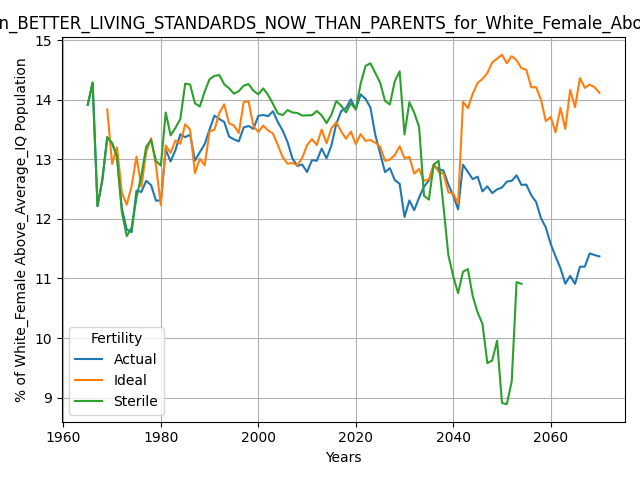 n_BETTER_LIVING_STANDARDS_NOW_THAN_PARENTS_for_White_Female_Abo
% of White_Female Above_Average_IQ Population
15
14
13
12
11
10
9
Fertility
Actual
Ideal
Sterile
1960
1980
2000
2020
2040
2060
Years